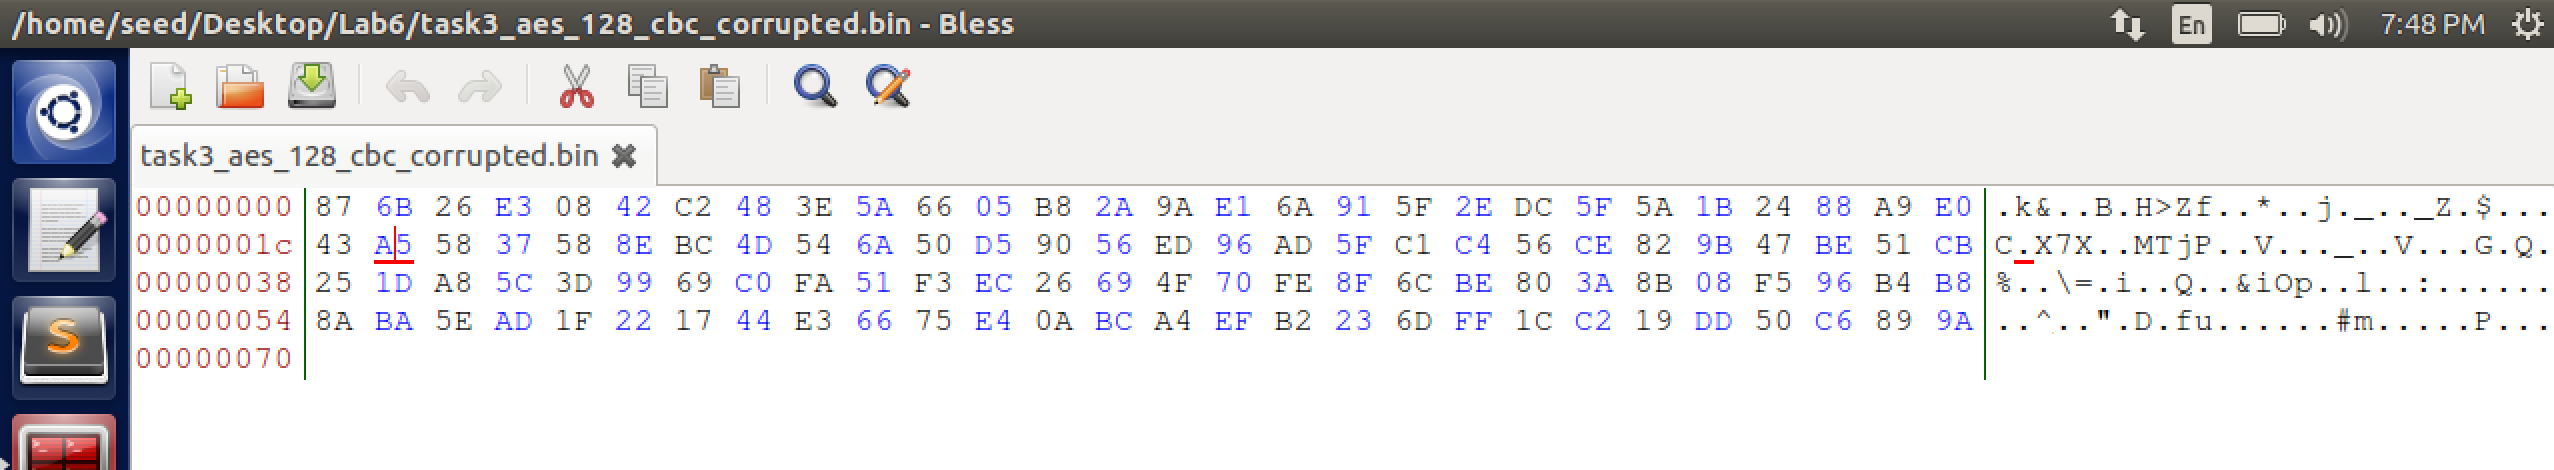 /home/seed/Desktop/Lab6/task3_aes_128_cbc_corrupted.bin - Bless En 7:48 PM
task3_aes_128_cbc_corrupted.bin
00000000 87 6B 26 E3 08 42 C2 48 3E 5A 66 05 B8 2A 9A E1 6A 91 5F 2E DC 5F 5A 1B 24 88 A9 E0 .k&..B.H>Zf..*..j._.._Z.$...
0000001c 43 A5 58 37 58 8E BC 4D 54 6A 50 D5 90 56 ED 96 AD 5F C1 C4 56 CE 82 9B 47 BE 51 CB C.X7X..MTjP..V..._..V...G.Q.
00000038 25 1D A8 5C 3D 99 69 C0 FA 51 F3 EC 26 69 4F 70 FE 8F 6C BE 80 3A 8B 08 F5 96 B4 B8 %..\=.i..Q..&iOp..l..:......
00000054 8A BA 5E AD 1F 22 17 44 E3 66 75 E4 0A BC A4 EF B2 23 6D FF 1C C2 19 DD 50 C6 89 9A ..^..".D.fu......#m.....P...
00000070